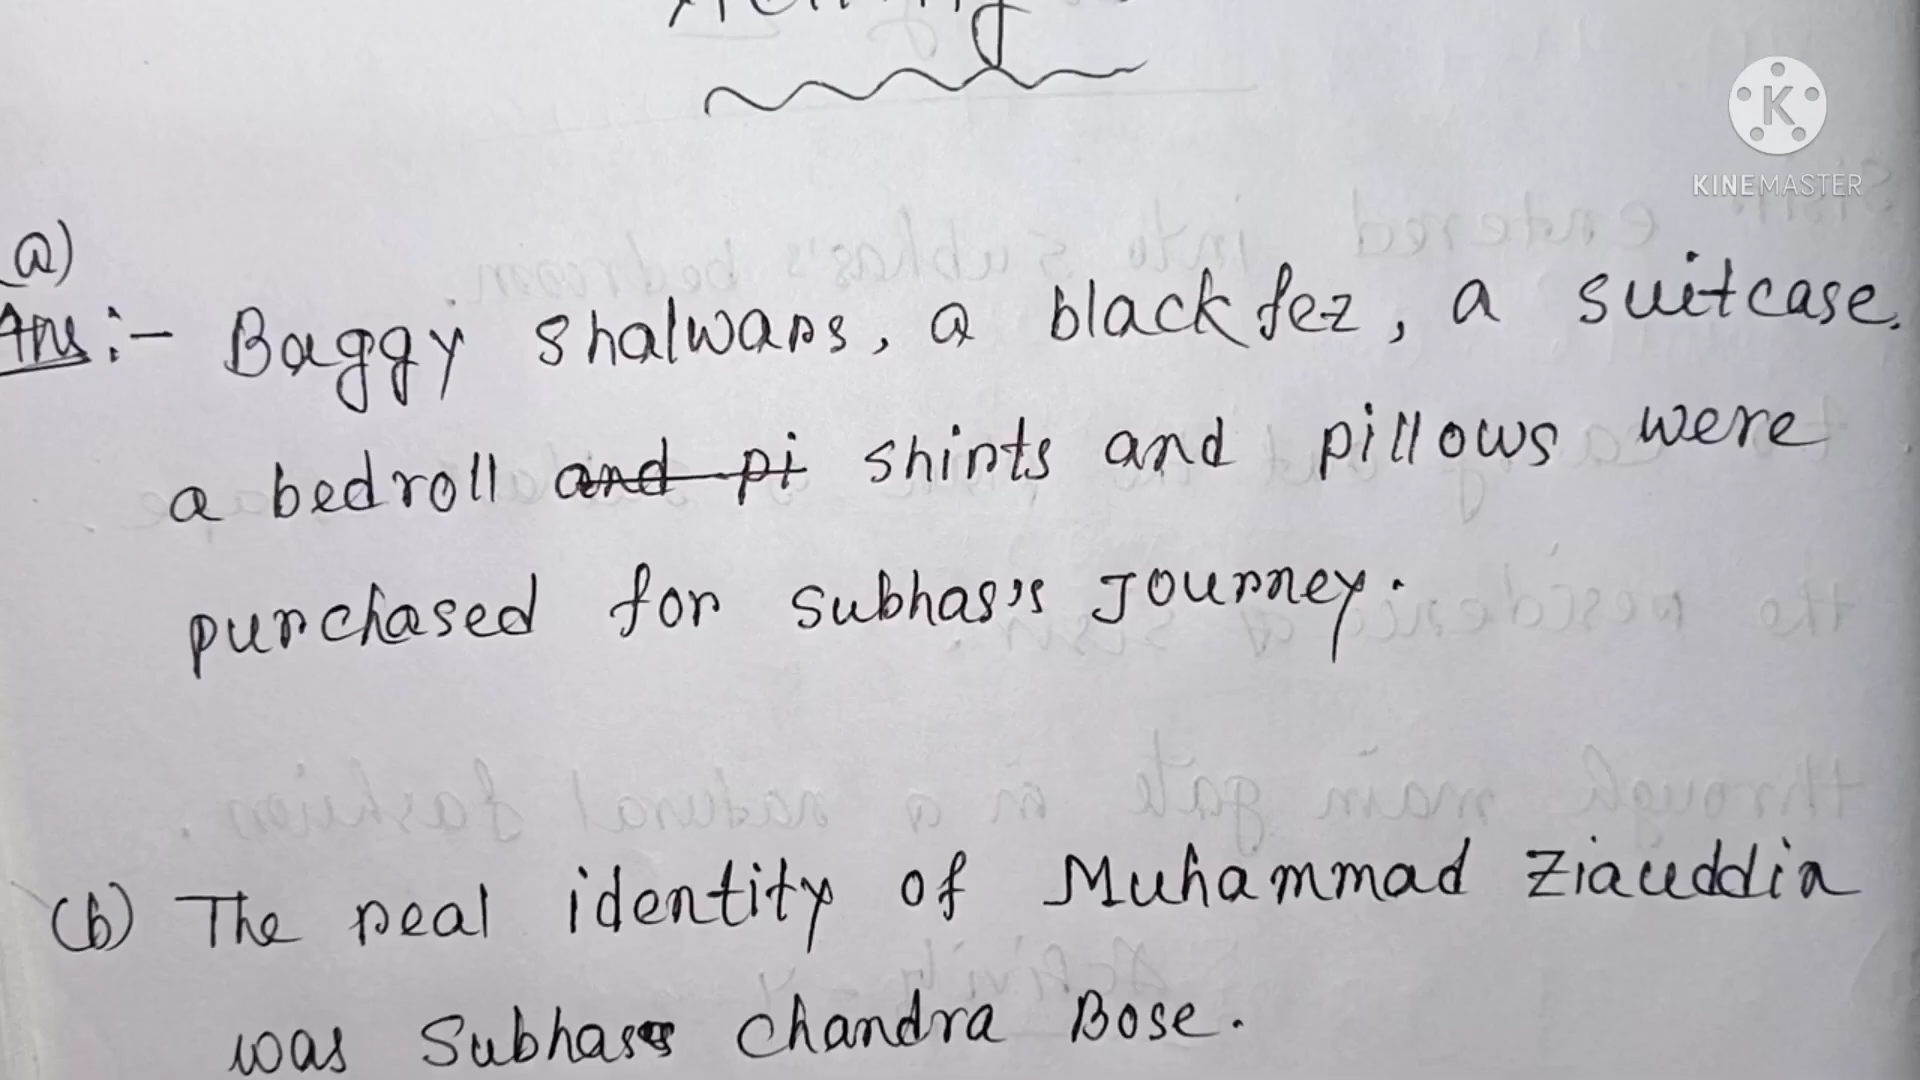 KINEMASTER
a)
Ans:- Baggy shalwars, a black fez, a suitcase.
a bedroll and pi shirts and pillows were
purchased for subhas's Journey.
(b) The real identity of Muhammad Ziauddin
was Subhas Chandra Bose.